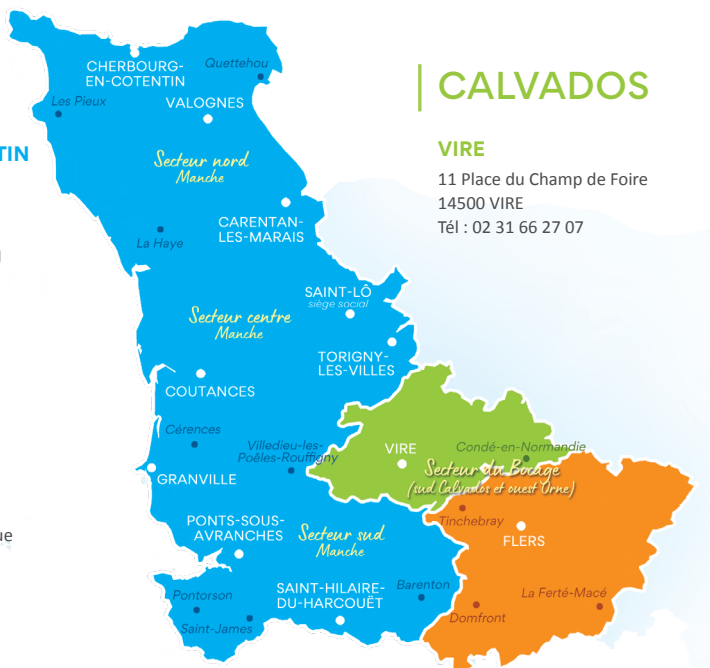 CALVADOS
VIRE
11 Place du Champ de Foire
14500 VIRE
Tél : 02 31 66 27 07
TIN
ue
CHERBOURG-
EN-COTENTIN
Quettehou
Les Pieux
VALOGNES
Secteur nord
Manche
CARENTAN-
LES-MARAIS
La Haye
SAINT-LÔ
siège social
Secteur centre
Manche
TORIGNY-
LES-VILLES
COUTANCES
Cérences
Villedieu-les-
Poêles-Rouffigny
VIRE
Condé-en-Normandie
Secteur du Bocage
(sud Calvados et ouest Orne)
GRANVILLE
Tinchebray
PONTS-SOUS-
AVRANCHES
Secteur sud
Manche
FLERS
Pontorson
SAINT-HILAIRE-
DU-HARCOUËT
Barenton
La Ferté-Macé
Saint-James
Domfront